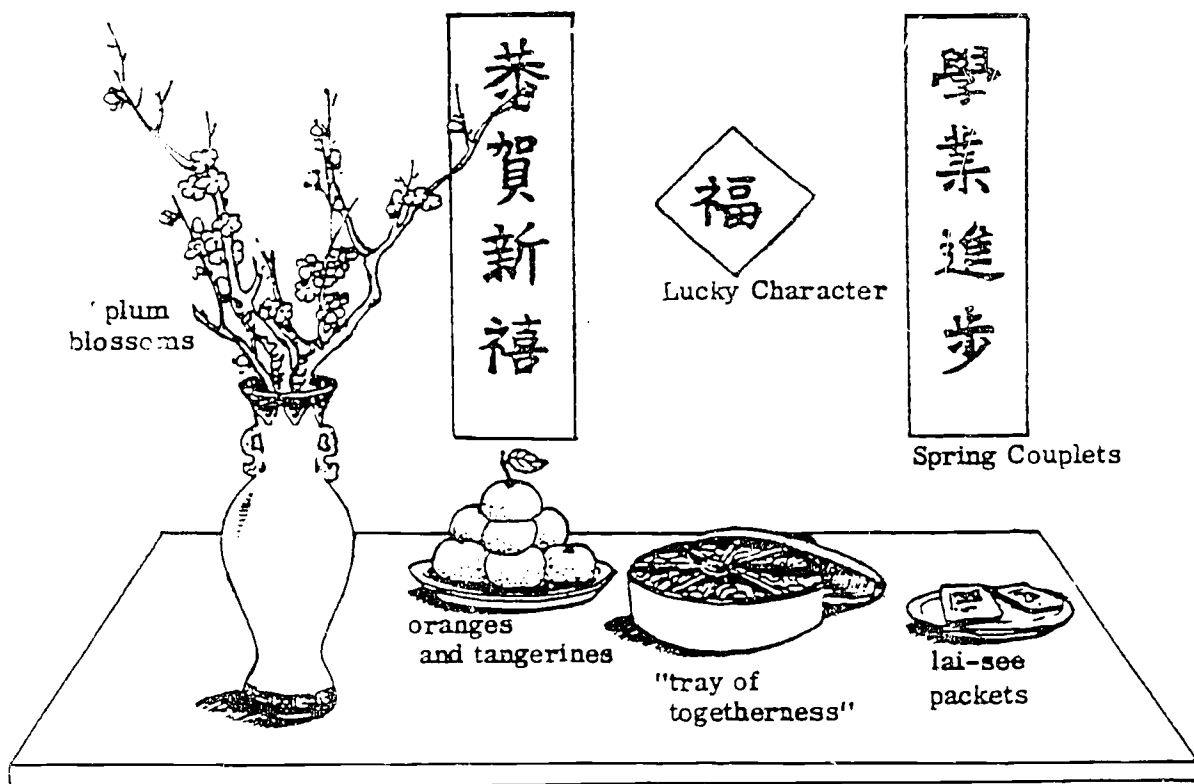 恭賀新禧
福
學業進步
Lucky Character
plum
blossoms
Spring Couplets
oranges
and tangerines
"tray of
togetherness"
lai-see
packets